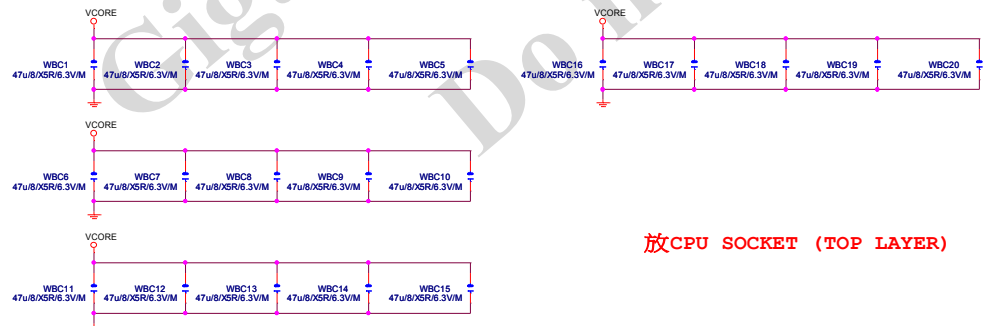 VCORE
WBC1
47u/8/X5R/6.3V/M
WBC2
47u/8/X5R/6.3V/M
WBC3
47u/8/X5R/6.3V/M
WBC4
47u/8/X5R/6.3V/M
WBC5
47u/8/X5R/6.3V/M
VCORE
WBC16
47u/8/X5R/6.3V/M
WBC17
47u/8/X5R/6.3V/M
WBC18
47u/8/X5R/6.3V/M
WBC19
47u/8/X5R/6.3V/M
WBC20
47u/8/X5R/6.3V/M
VCORE
WBC6
47u/8/X5R/6.3V/M
WBC7
47u/8/X5R/6.3V/M
WBC8
47u/8/X5R/6.3V/M
WBC9
47u/8/X5R/6.3V/M
WBC10
47u/8/X5R/6.3V/M
VCORE
WBC11
47u/8/X5R/6.3V/M
WBC12
47u/8/X5R/6.3V/M
WBC13
47u/8/X5R/6.3V/M
WBC14
47u/8/X5R/6.3V/M
WBC15
47u/8/X5R/6.3V/M
放CPU SOCKET (TOP LAYER)
Do